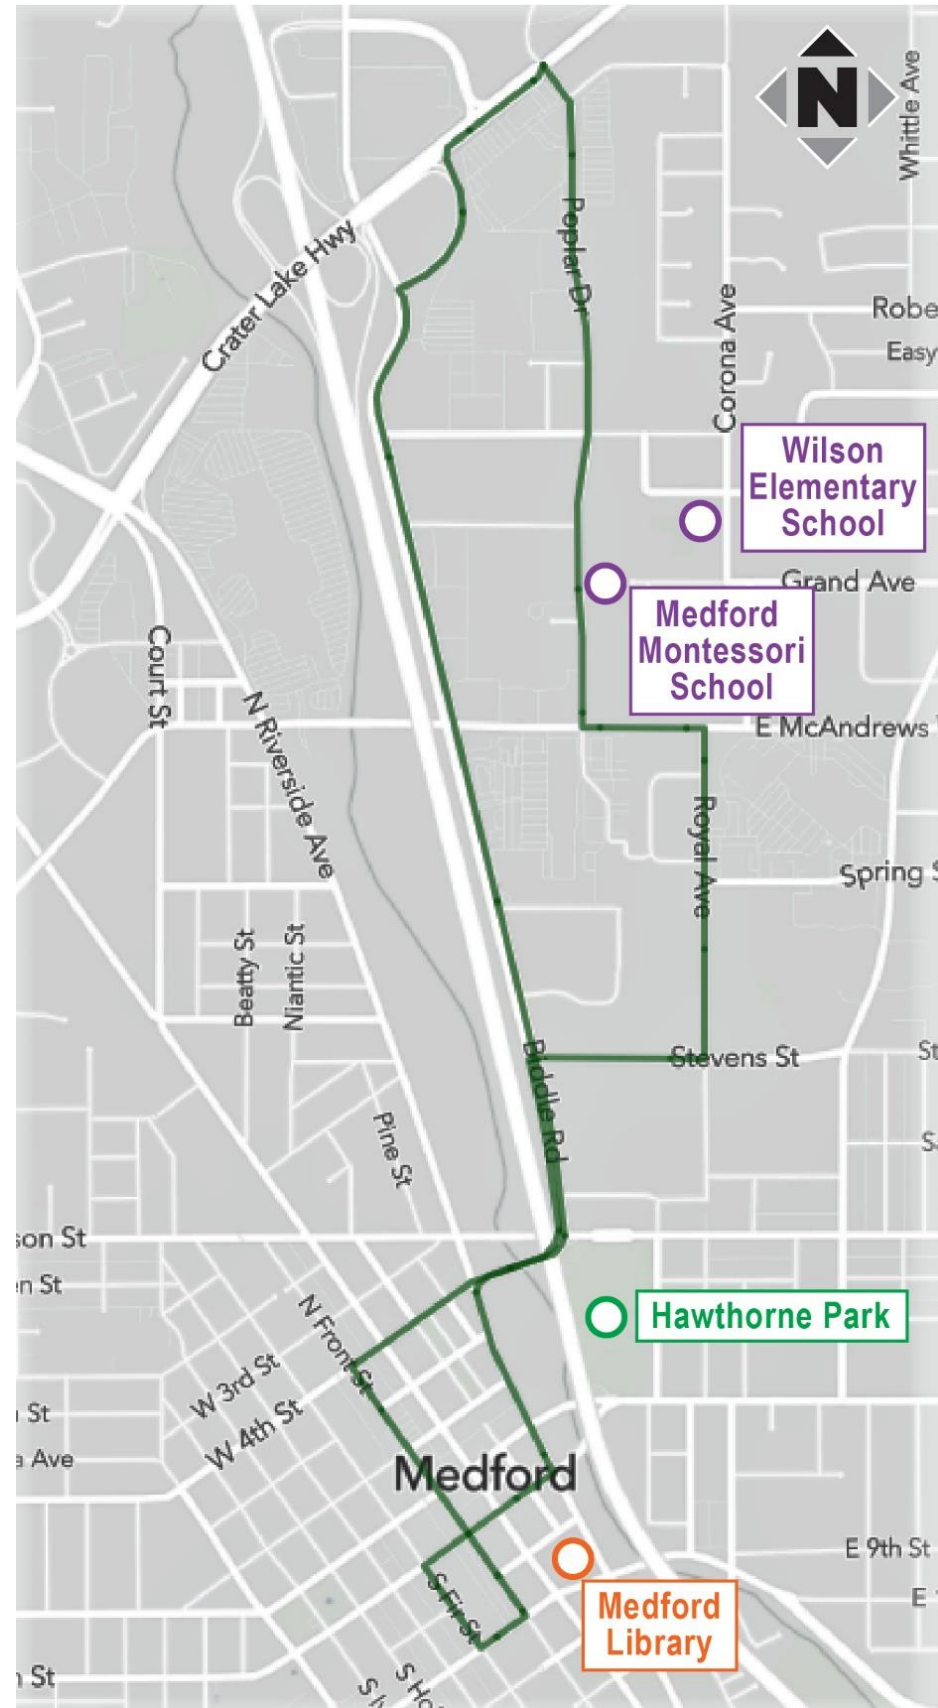 N
Whittle Ave
Crater Lake Hwy
Poplar Dr
Corona Ave
Robe
Easy
Wilson
Elementary
School
Grand Ave
Medford
Montessori
School
Court St
N Riverside Ave
E McAndrews
Royal Ave
Spring S
Beatty St
Niantic St
Biddle Rd
Stevens St
St
Pine St
son St
en St
Hawthorne Park
N Front St
W 3rd St
W 4th St
St
a Ave
Medford
E 9th St
E
S Fir St
Medford
Library
S Ho
St